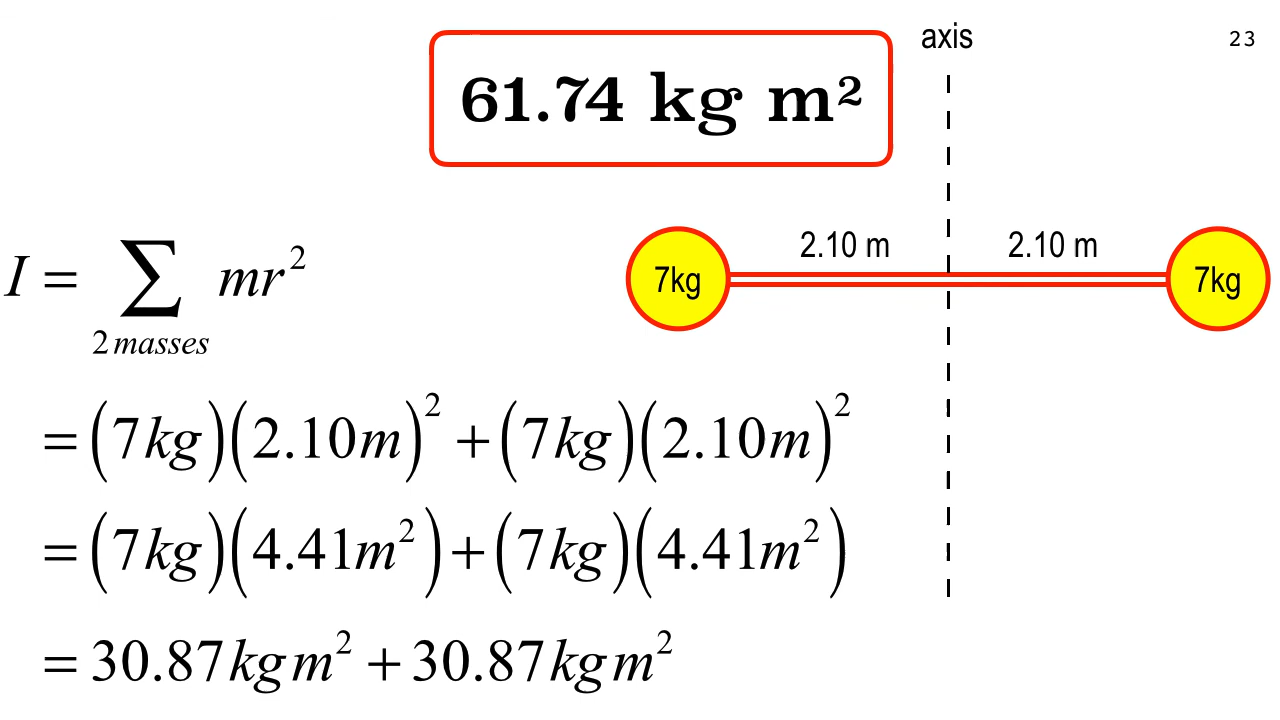 axis
23
61.74 kg m²
2.10 m 2.10 m
7kg 7kg
I = ∑ mr²
2 masses
= (7kg)(2.10m)² + (7kg)(2.10m)²
= (7kg)(4.41m²) + (7kg)(4.41m²)
= 30.87kgm² + 30.87kgm²